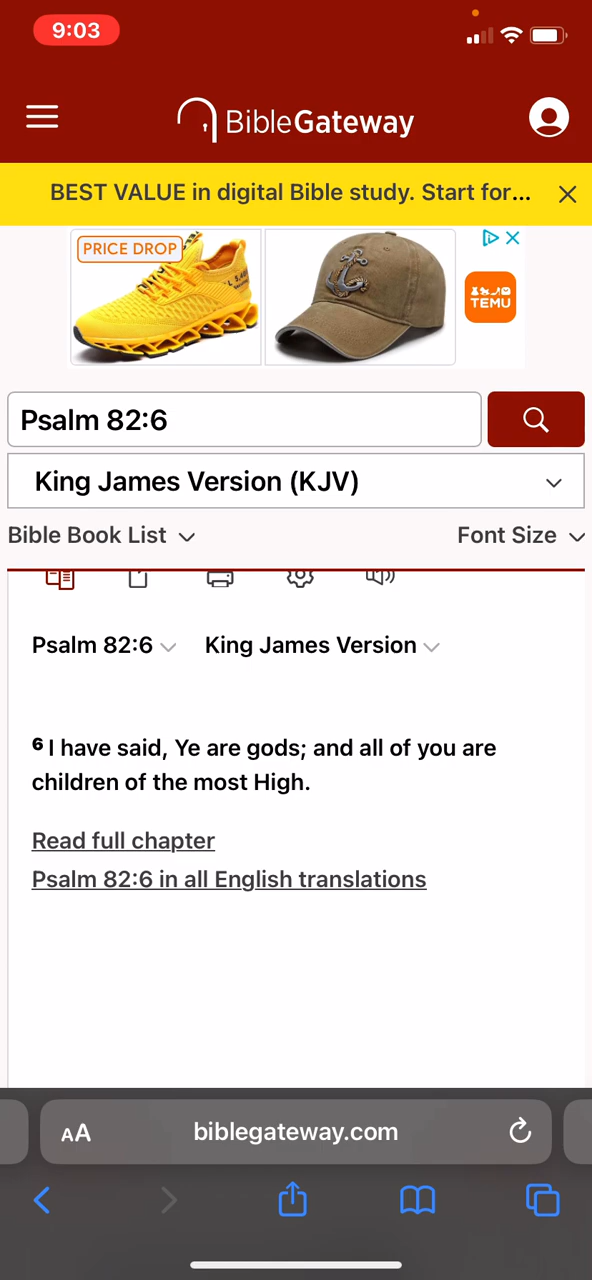 9:03
BibleGateway
BEST VALUE in digital Bible study. Start for...
PRICE DROP
TEMU
Psalm 82:6
King James Version (KJV)
Bible Book List
Font Size
Psalm 82:6 King James Version
6 I have said, Ye are gods; and all of you are
children of the most High.
Read full chapter
Psalm 82:6 in all English translations
AA biblegateway.com